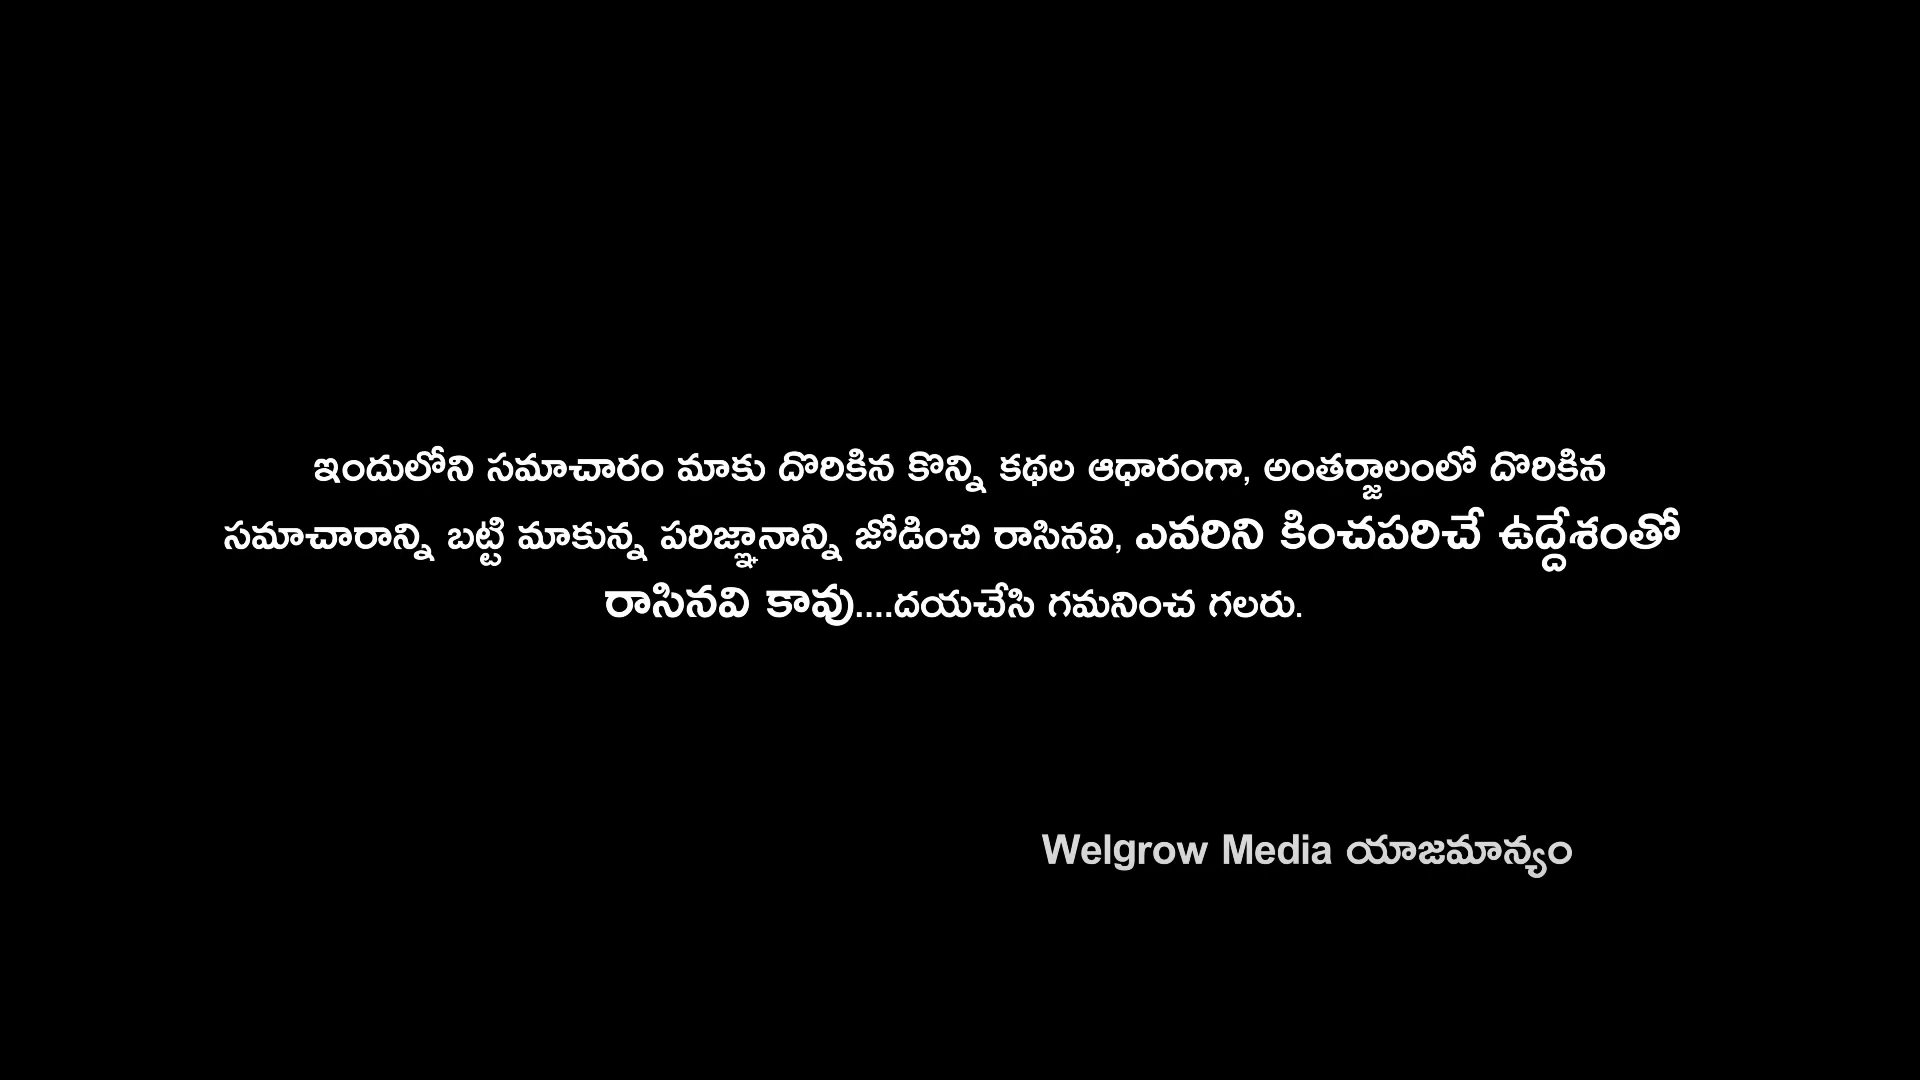 ఇందులోని సమాచారం మాకు దొరికిన కొన్ని కథల ఆధారంగా, అంతర్జాలంలో దొరికిన
సమాచారాన్ని బట్టి మాకున్న పరిజ్ఞానాన్ని జోడించి రాసినవి, ఎవరిని కించపరిచే ఉద్దేశంతో
రాసినవి కావు....దయచేసి గమనించ గలరు.
Welgrow Media యాజమాన్యం